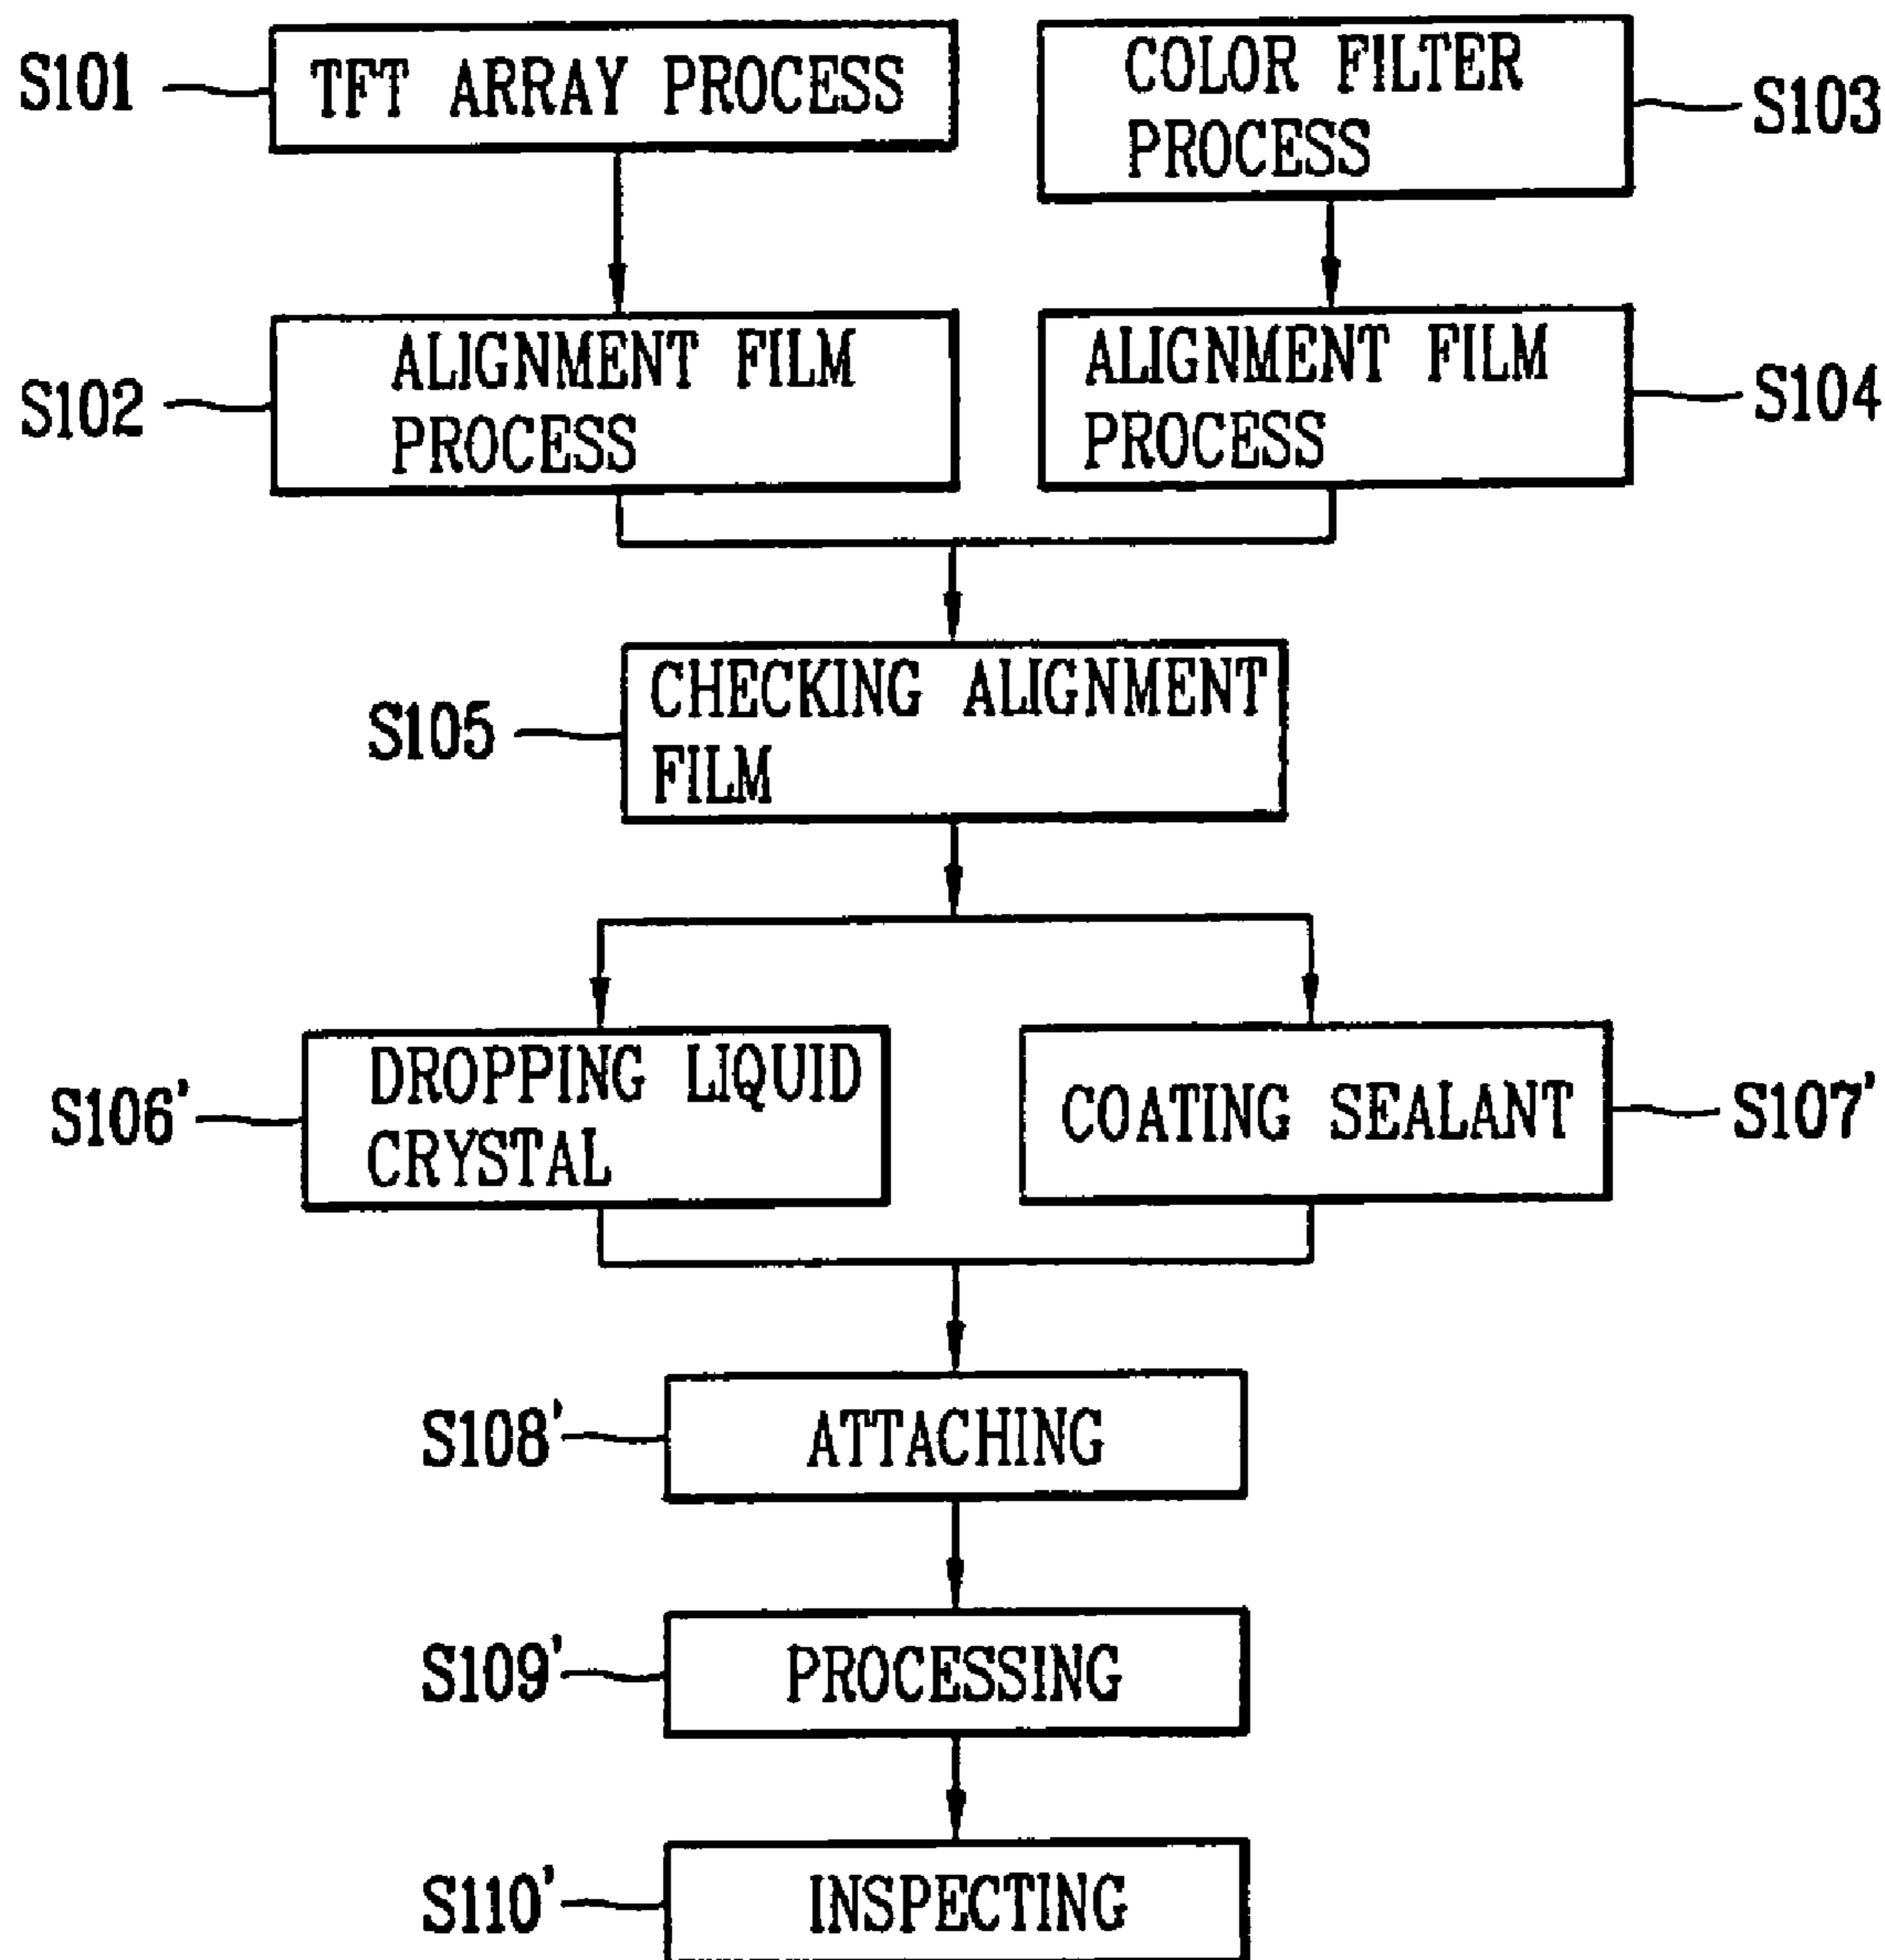 S101
TFT ARRAY PROCESS
COLOR FILTER
PROCESS
S103
S102
ALIGNMENT FILM
PROCESS
ALIGNMENT FILM
PROCESS
S104
S105
CHECKING ALIGNMENT
FILM
S106'
DROPPING LIQUID
CRYSTAL
COATING SEALANT
S107'
S108'
ATTACHING
S109'
PROCESSING
S110'
INSPECTING